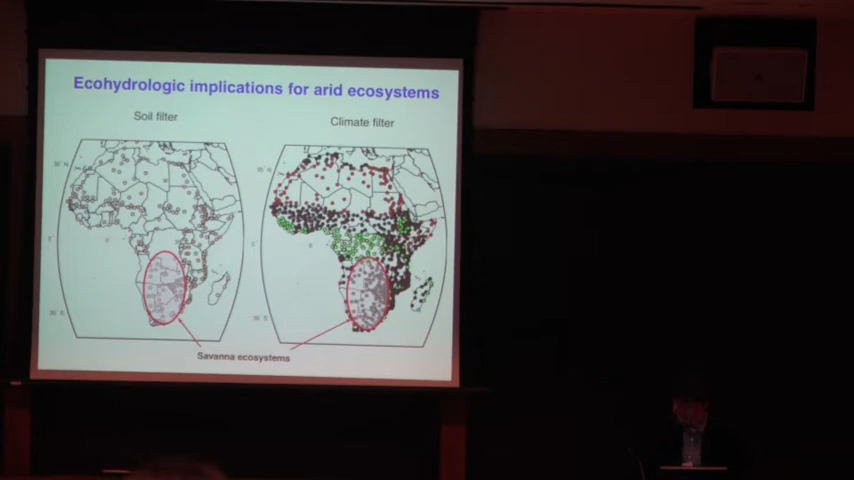 Ecohydrologic implications for arid ecosystems
Soil filter
Climate filter
Savanna ecosystems